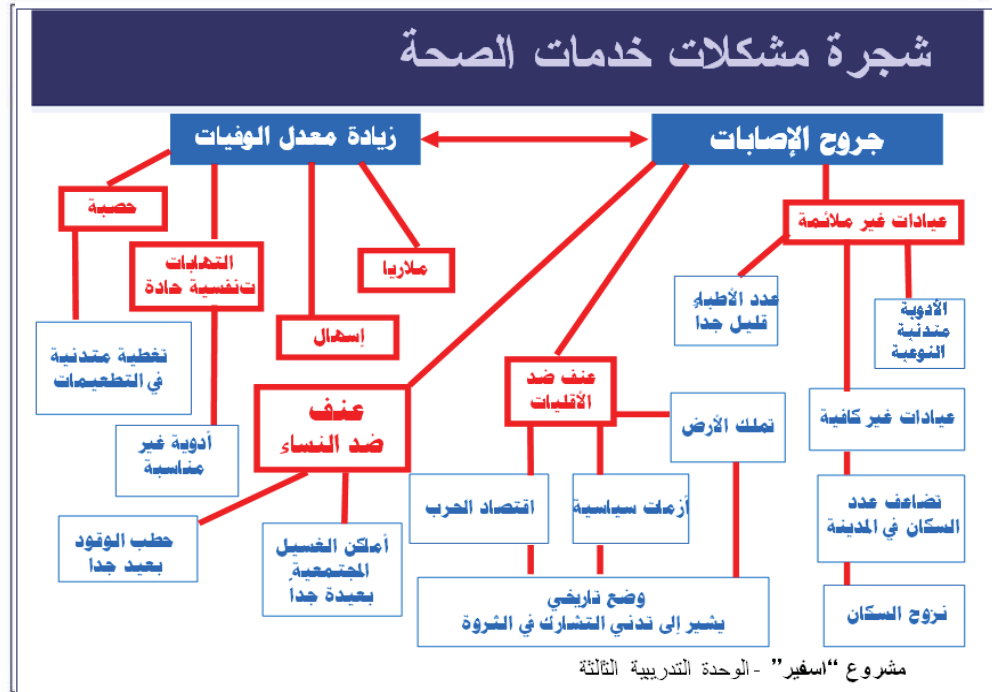 شجرة مشكلات خدمات الصحة
جروح الإصابات
زيادة معدل الوفيات
عيادات غير ملائمة
حصبة
التهابات
تنفسية حادة
ملاريا
إسهال
عدد الأطباء
قليل جداً
الأدوية
متدنية
النوعية
تغطية متدنية
في التطعيمات
عنف ضد
الأقليات
عنف
ضد النساء
تملك الأرض
عيادات غير كافية
أدوية غير
مناسبة
أزمات سياسية
اقتصاد الحرب
تضاعف عدد
السكان في المدينة
حطب الوقود
بعيد جدا
أماكن الغسيل
المجتمعية
بعيدة جداً
وضع تاريخي
يشير إلى تدني التشارك في الثروة
نزوح السكان
مشروع “اسفير” - الوحدة التدريبية الثالثة